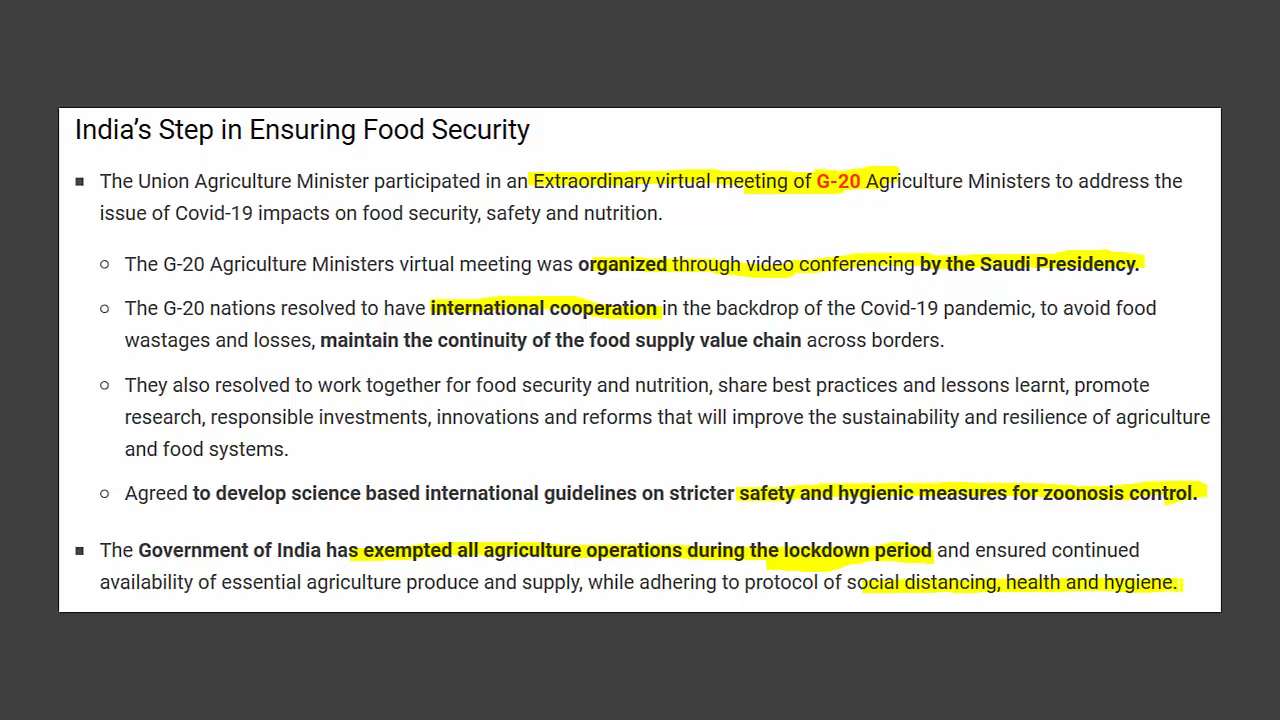 India’s Step in Ensuring Food Security
▪ The Union Agriculture Minister participated in an Extraordinary virtual meeting of G-20 Agriculture Ministers to address the
issue of Covid-19 impacts on food security, safety and nutrition.
○ The G-20 Agriculture Ministers virtual meeting was organized through video conferencing by the Saudi Presidency.
○ The G-20 nations resolved to have international cooperation in the backdrop of the Covid-19 pandemic, to avoid food
wastages and losses, maintain the continuity of the food supply value chain across borders.
○ They also resolved to work together for food security and nutrition, share best practices and lessons learnt, promote
research, responsible investments, innovations and reforms that will improve the sustainability and resilience of agriculture
and food systems.
○ Agreed to develop science based international guidelines on stricter safety and hygienic measures for zoonosis control.
▪ The Government of India has exempted all agriculture operations during the lockdown period and ensured continued
availability of essential agriculture produce and supply, while adhering to protocol of social distancing, health and hygiene.